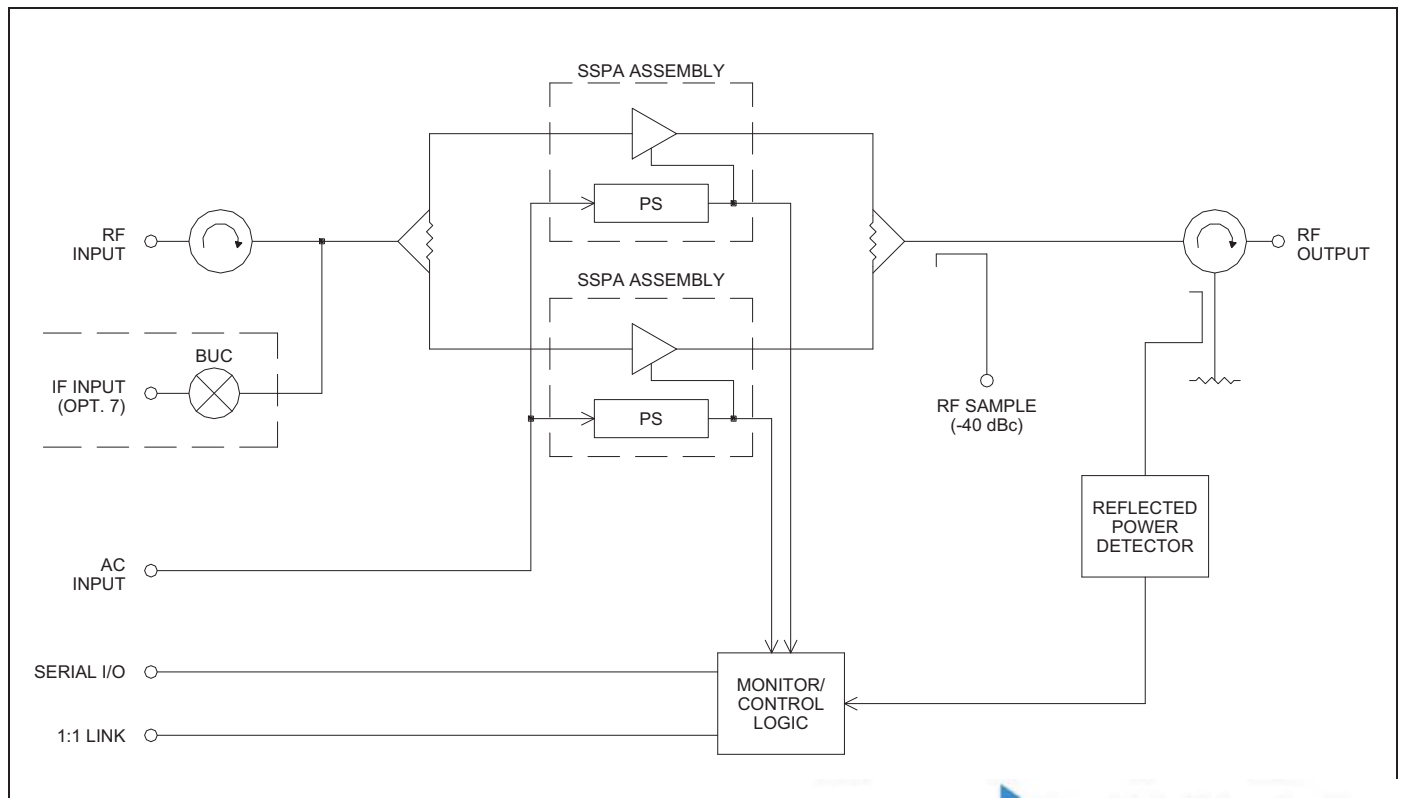 SSPA ASSEMBLY
PS
RF
INPUT
RF
OUTPUT
SSPA ASSEMBLY
BUC
IF INPUT
(OPT. 7)
PS
RF SAMPLE
(-40 dBc)
REFLECTED
POWER
DETECTOR
AC
INPUT
SERIAL I/O
MONITOR/
CONTROL
LOGIC
1:1 LINK